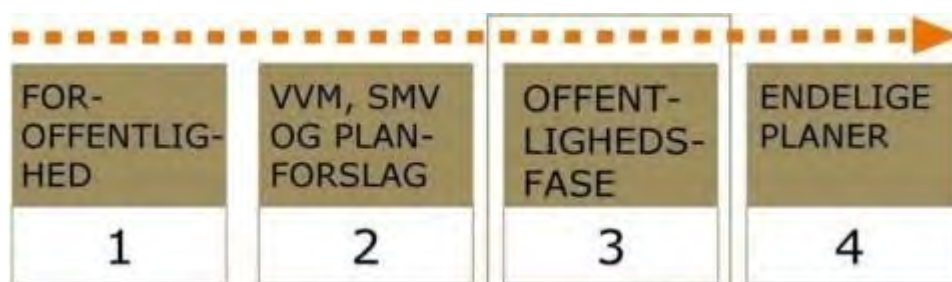 FOR-
OFFENTLIG-
HED
1
VVM, SMV
OG PLAN-
FORSLAG
2
OFFENT-
LIGHEDS-
FASE
3
ENDELIGE
PLANER
4